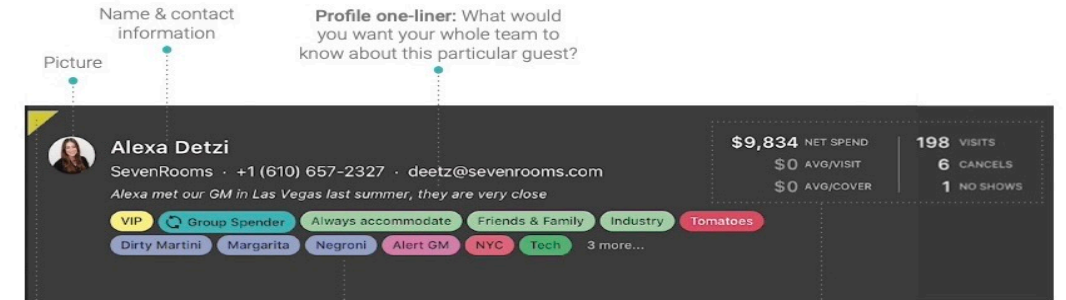 Name & contact
information
Profile one-liner: What would
you want your whole team to
know about this particular guest?
Picture
Alexa Detzi
SevenRooms · +1 (610) 657-2327 · deetz@sevenrooms.com
Alexa met our GM in Las Vegas last summer, they are very close
VIP Group Spender Always accommodate Friends & Family Industry Tomatoes
Dirty Martini Margarita Negroni Alert GM NYC Tech 3 more...
$9,834 NET SPEND 198 VISITS
$0 AVG/VISIT 6 CANCELS
$0 AVG/COVER 1 NO SHOWS